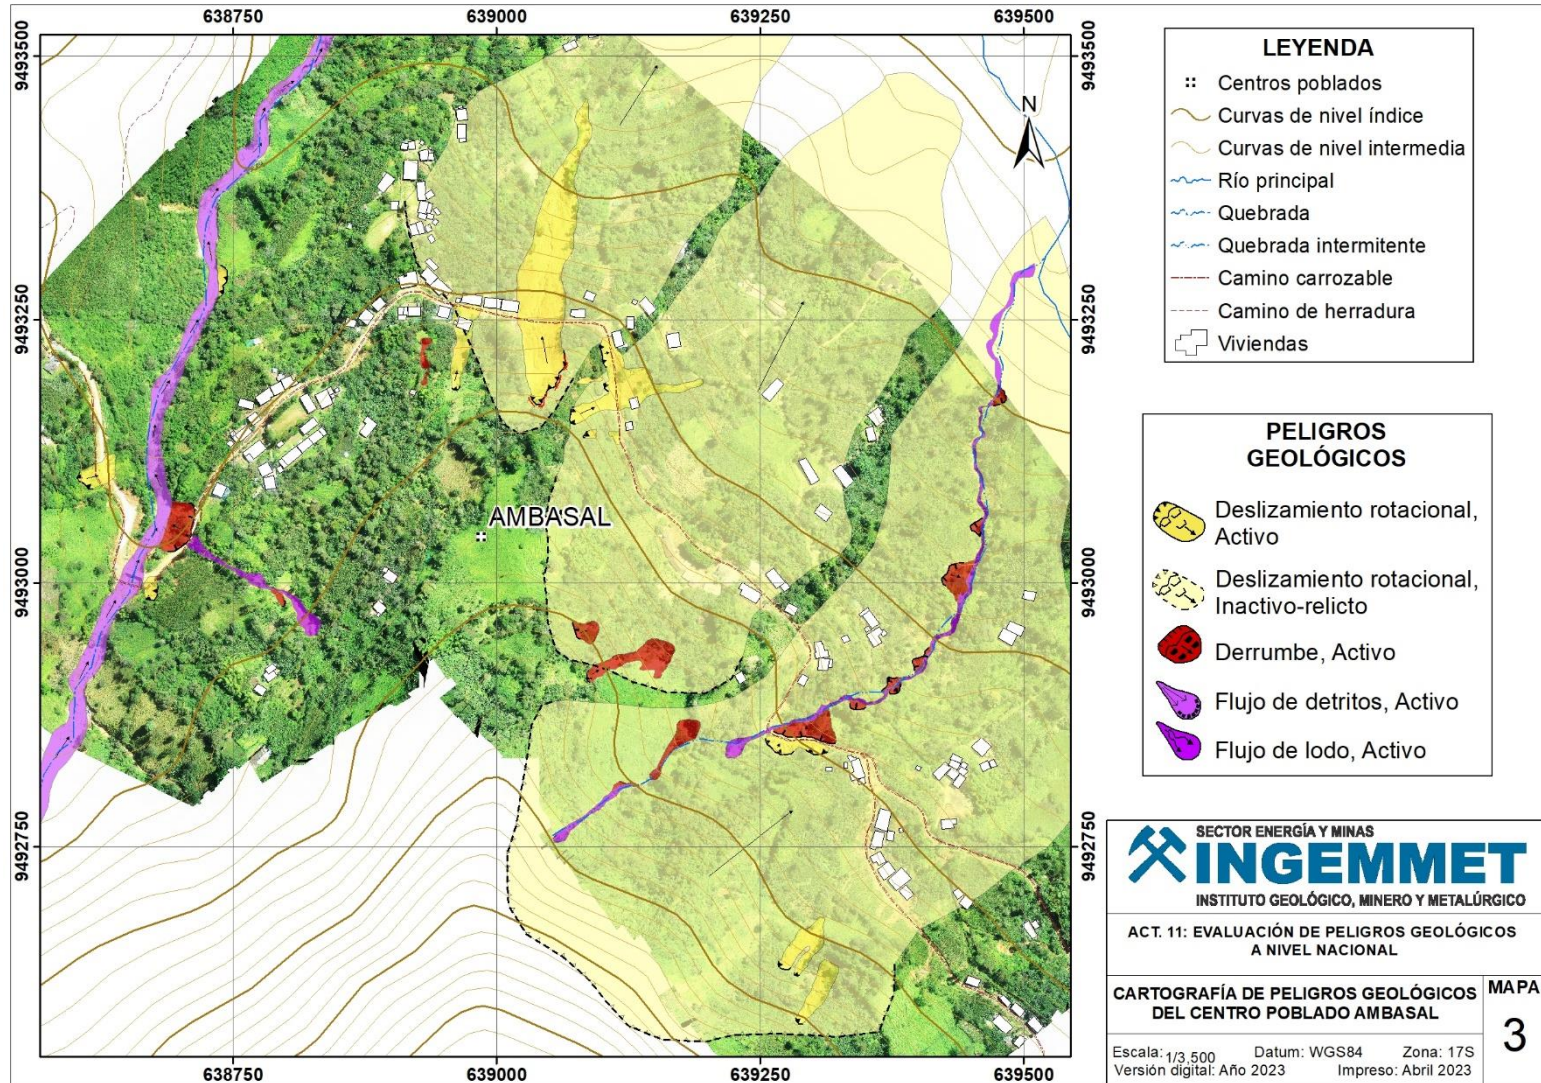 638750 639000 639250 639500
9493500 9493500
9493250 9493250
9493000 9493000
9492750 9492750
N
AMBASAL
638750 639000 639250 639500
LEYENDA
Centros poblados
Curvas de nivel índice
Curvas de nivel intermedia
Río principal
Quebrada
Quebrada intermitente
Camino carrozable
Camino de herradura
Viviendas
PELIGROS
GEOLÓGICOS
Deslizamiento rotacional,
Activo
Deslizamiento rotacional,
Inactivo-relicto
Derrumbe, Activo
Flujo de detritos, Activo
Flujo de lodo, Activo
SECTOR ENERGÍA Y MINAS
INGEMMET
INSTITUTO GEOLÓGICO, MINERO Y METALÚRGICO
ACT. 11: EVALUACIÓN DE PELIGROS GEOLÓGICOS
A NIVEL NACIONAL
CARTOGRAFÍA DE PELIGROS GEOLÓGICOS
DEL CENTRO POBLADO AMBASAL
MAPA
3
Escala: 1/3,500 Datum: WGS84 Zona: 17S
Versión digital: Año 2023 Impreso: Abril 2023